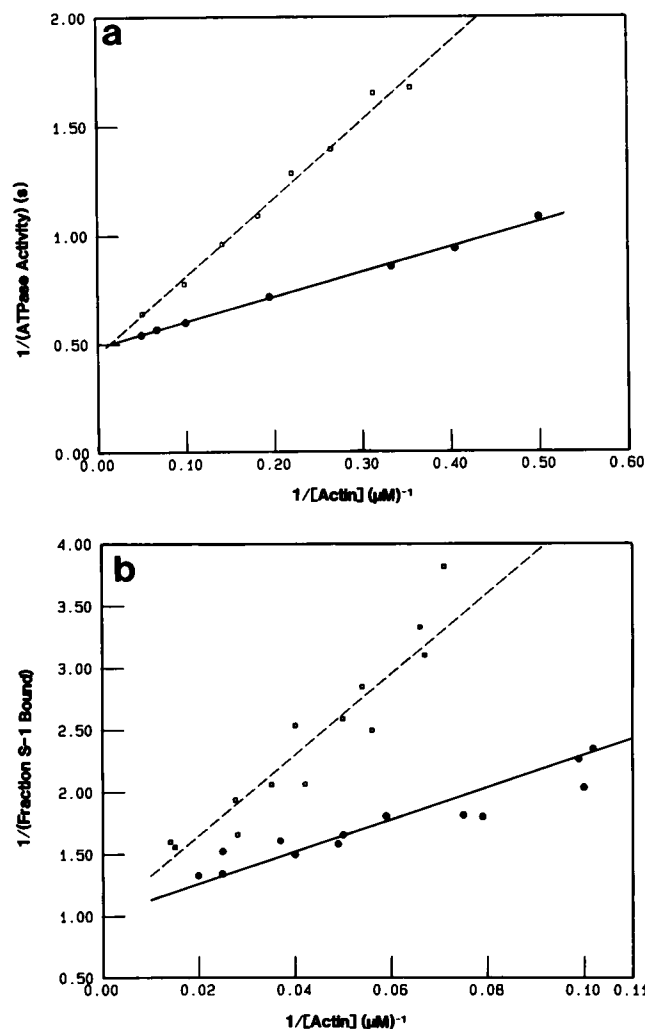 a
2.00
1.50
1.00
0.50
0.00
1/(ATPase Activity) (s)
0.00 0.10 0.20 0.30 0.40 0.50 0.60
1/[Actin] (μM)⁻¹
b
4.00
3.50
3.00
2.50
2.00
1.50
1.00
0.50
1/(Fraction S-1 Bound)
0.00 0.02 0.04 0.06 0.08 0.10 0.11
1/[Actin] (μM)⁻¹